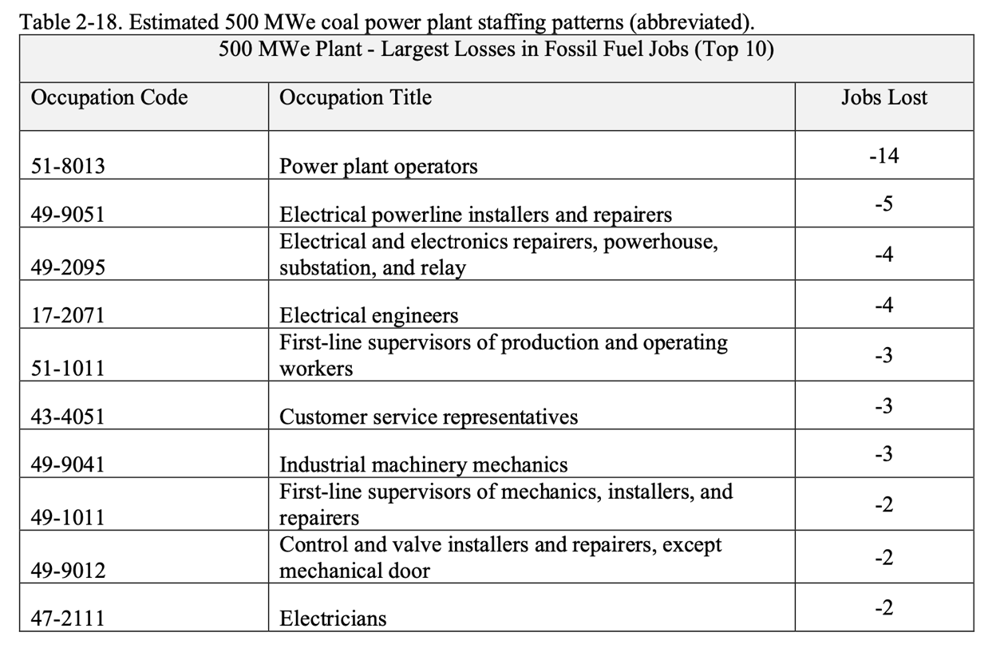 Table 2-18. Estimated 500 MWe coal power plant staffing patterns (abbreviated).
500 MWe Plant - Largest Losses in Fossil Fuel Jobs (Top 10)
Occupation Code Occupation Title Jobs Lost
51-8013 Power plant operators -14
49-9051 Electrical powerline installers and repairers -5
Electrical and electronics repairers, powerhouse,
49-2095 substation, and relay -4
17-2071 Electrical engineers -4
First-line supervisors of production and operating
51-1011 workers -3
43-4051 Customer service representatives -3
49-9041 Industrial machinery mechanics -3
First-line supervisors of mechanics, installers, and
49-1011 repairers -2
Control and valve installers and repairers, except
49-9012 mechanical door -2
47-2111 Electricians -2